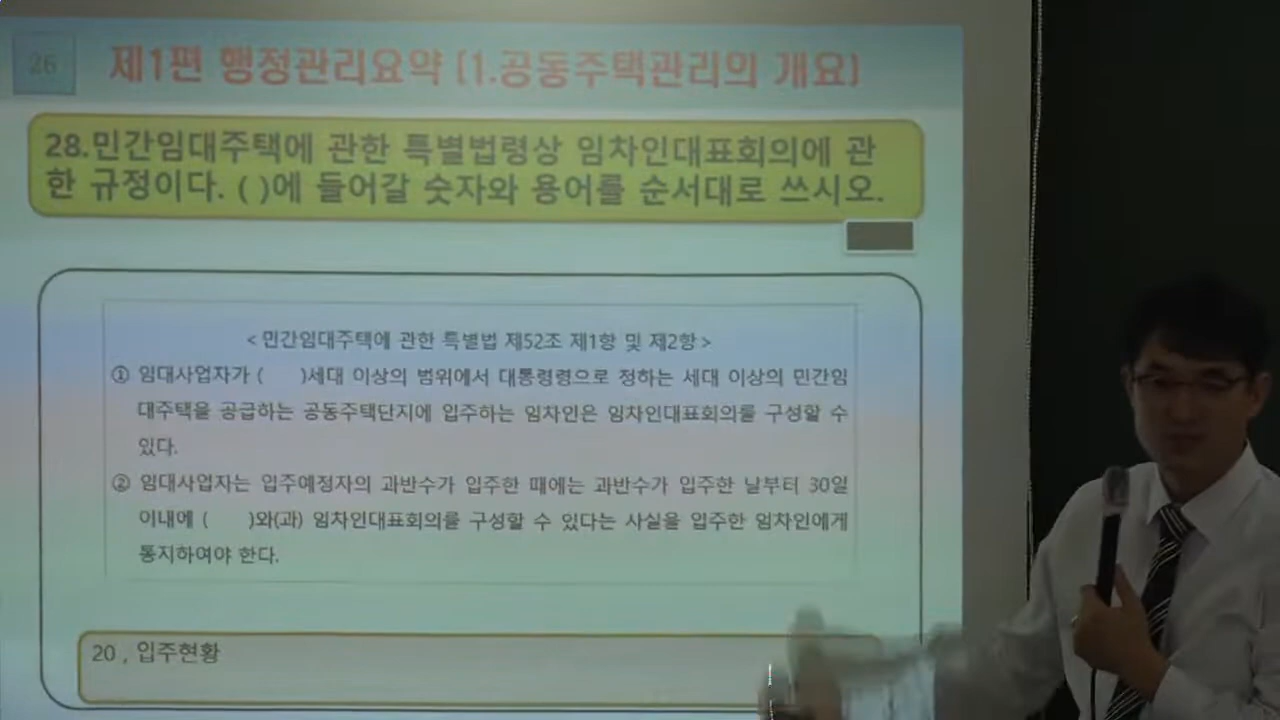 26
제1편 행정관리요약 [1.공동주택관리의 개요]
28.민간임대주택에 관한 특별법령상 임차인대표회의에 관
한 규정이다. ( )에 들어갈 숫자와 용어를 순서대로 쓰시오.
< 민간임대주택에 관한 특별법 제52조 제1항 및 제2항 >
① 임대사업자가 ( )세대 이상의 범위에서 대통령령으로 정하는 세대 이상의 민간임
대주택을 공급하는 공동주택단지에 입주하는 임차인은 임차인대표회의를 구성할 수
있다.
② 임대사업자는 입주예정자의 과반수가 입주한 때에는 과반수가 입주한 날부터 30일
이내에 ( )와(과) 임차인대표회의를 구성할 수 있다는 사실을 입주한 임차인에게
통지하여야 한다.
20 , 입주현황